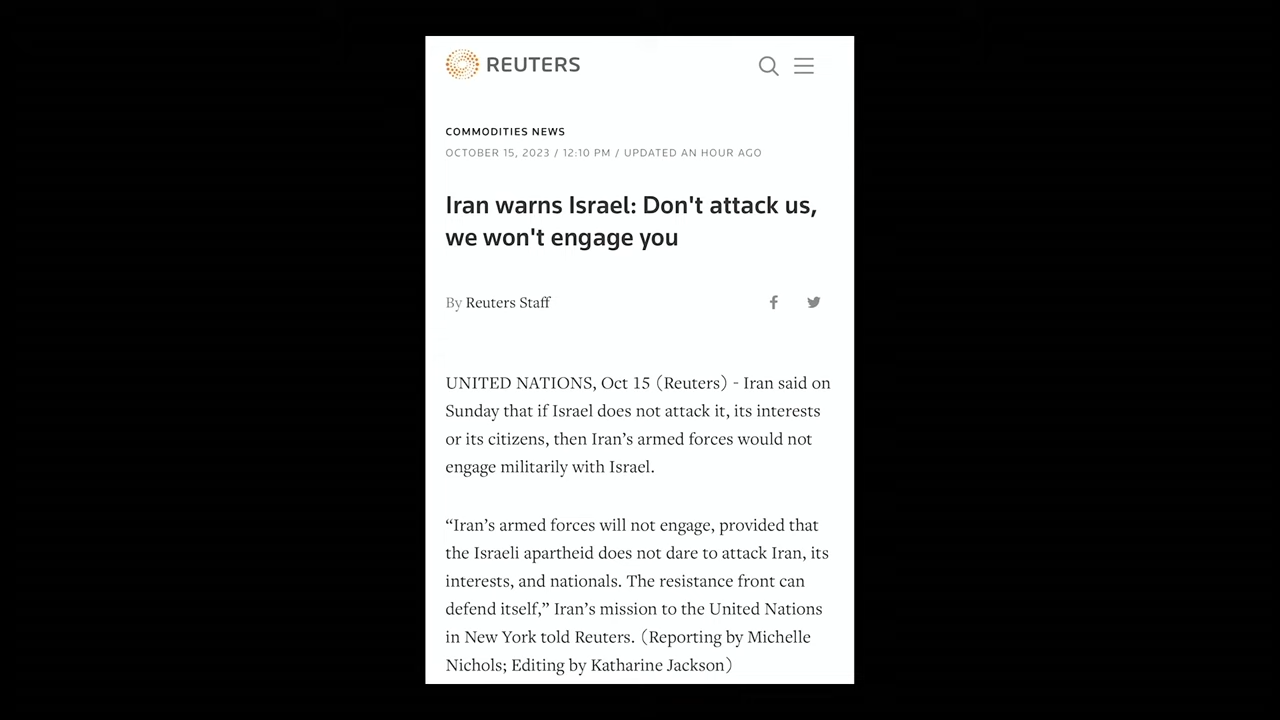 REUTERS
COMMODITIES NEWS
OCTOBER 15, 2023 / 12:10 PM / UPDATED AN HOUR AGO
Iran warns Israel: Don't attack us,
we won't engage you
By Reuters Staff
UNITED NATIONS, Oct 15 (Reuters) - Iran said on
Sunday that if Israel does not attack it, its interests
or its citizens, then Iran’s armed forces would not
engage militarily with Israel.
“Iran’s armed forces will not engage, provided that
the Israeli apartheid does not dare to attack Iran, its
interests, and nationals. The resistance front can
defend itself,” Iran’s mission to the United Nations
in New York told Reuters. (Reporting by Michelle
Nichols; Editing by Katharine Jackson)